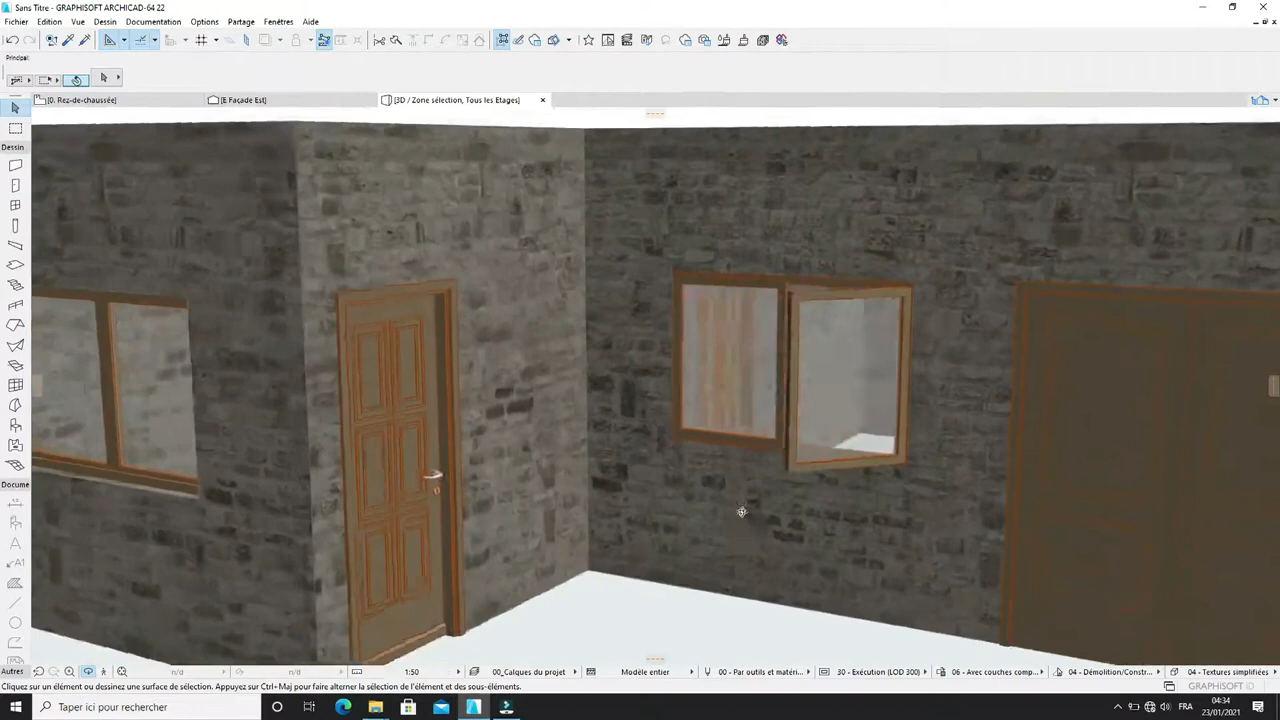 Sans Titre - GRAPHISOFT ARCHICAD-64 22
Fichier Edition Vue Dessin Documentation Options Partage Fenêtres Aide
Principal:
[0. Rez-de-chaussée] [E Façade Est] [3D / Zone sélection, Tous les Etages]
Dessin
Docume
Autres
n/d n/d 1:50 00_Calques du projet Modèle entier 00 - Par outils et matéri... 30 - Exécution (LOD 300) 06 - Avec couches comp... 04 - Démolition/Constr... 04 - Textures simplifiées
Cliquez sur un élément ou dessinez une surface de sélection. Appuyez sur Ctrl+Maj pour faire alterner la sélection de l'élément et des sous-éléments.
GRAPHISOFT ID
Taper ici pour rechercher
FRA
04:34
23/01/2021